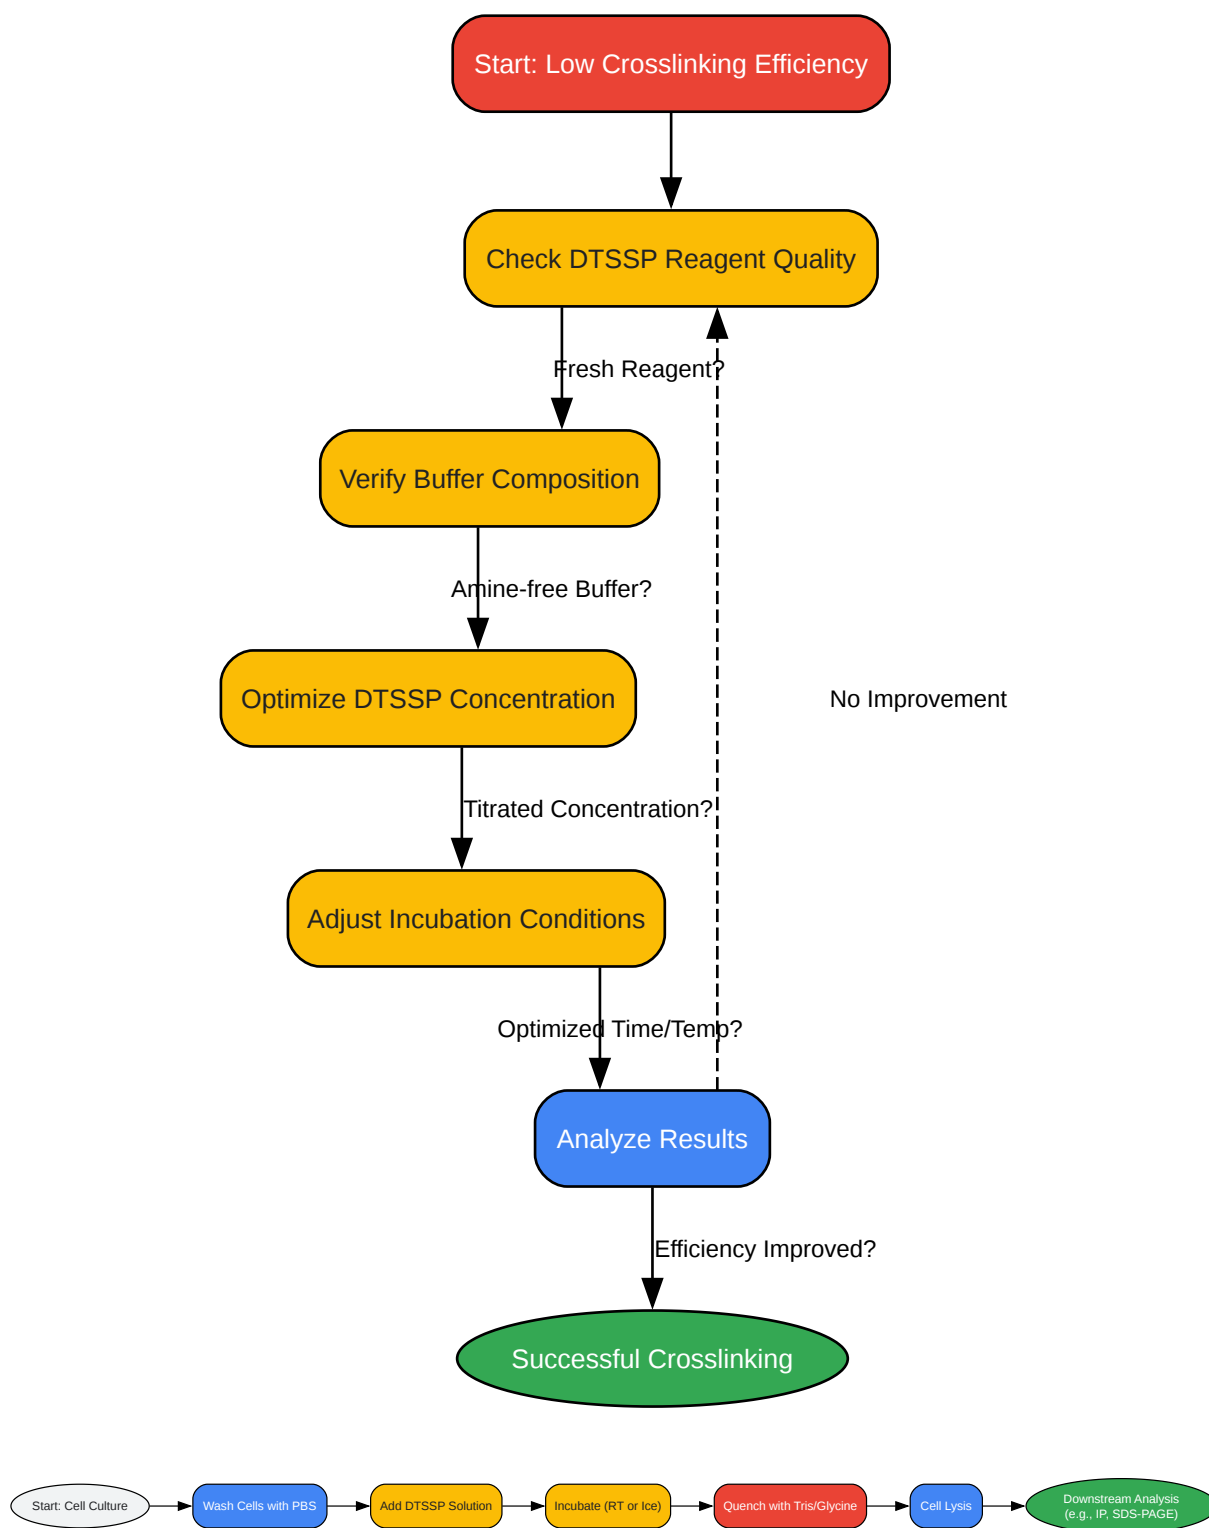 Start: Low Crosslinking Efficiency
Check DTSSP Reagent Quality
Fresh Reagent?
Verify Buffer Composition
Amine-free Buffer?
Optimize DTSSP Concentration
No Improvement
Titrated Concentration?
Adjust Incubation Conditions
Optimized Time/Temp?
Analyze Results
Efficiency Improved?
Successful Crosslinking
Start: Cell Culture
Wash Cells with PBS
Add DTSSP Solution
Incubate (RT or Ice)
Quench with Tris/Glycine
Cell Lysis
Downstream Analysis
(e.g., IP, SDS-PAGE)